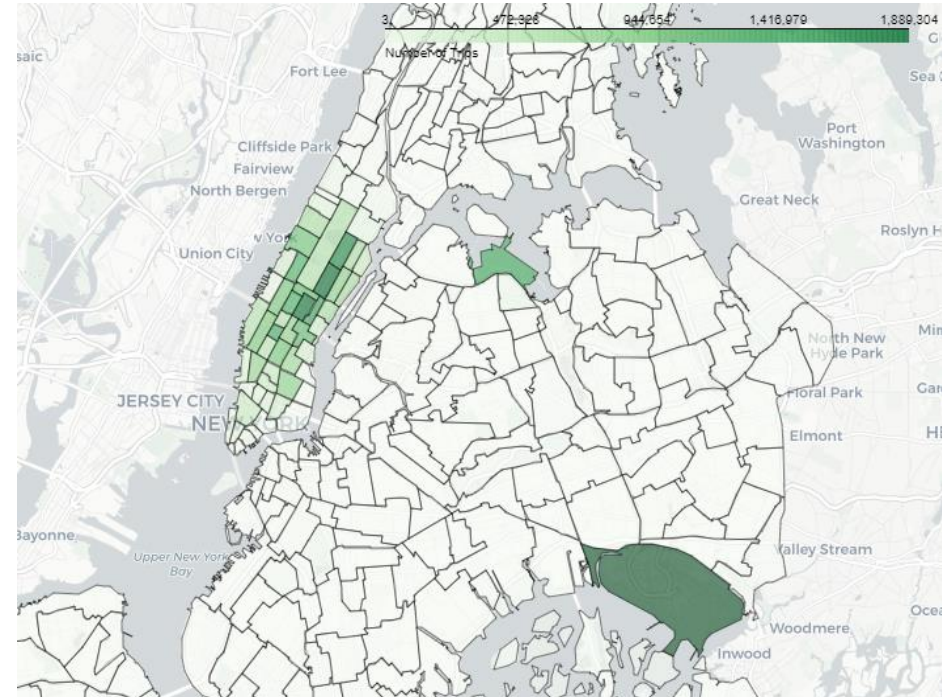 3
472,326
944,654
1,416,979
1,889,304
Number of Trips
Fort Lee
Port
Washington
Cliffside Park
Fairview
North Bergen
Great Neck
Union City
North New
Hyde Park
Floral Park
JERSEY CITY
NEW YORK
Elmont
Bayonne
Upper New York
Bay
Valley Stream
Woodmere
Inwood